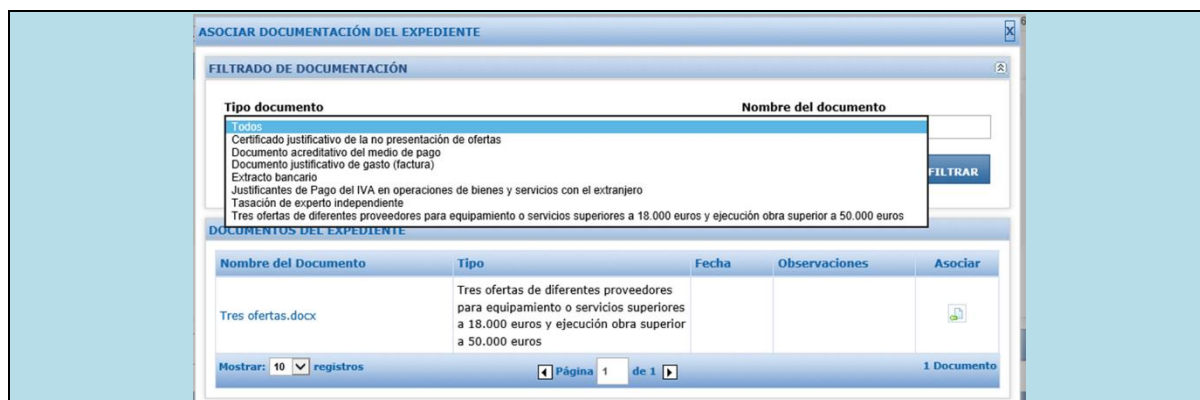 ASOCIAR DOCUMENTACIÓN DEL EXPEDIENTE
X
6
FILTRADO DE DOCUMENTACIÓN
Tipo documento
Nombre del documento
Todos
Certificado justificativo de la no presentación de ofertas
Documento acreditativo del medio de pago
Documento justificativo de gasto (factura)
Extracto bancario
Justificantes de Pago del IVA en operaciones de bienes y servicios con el extranjero
Tasación de experto independiente
Tres ofertas de diferentes proveedores para equipamiento o servicios superiores a 18.000 euros y ejecución obra superior a 50.000 euros
FILTRAR
DOCUMENTOS DEL EXPEDIENTE
Nombre del Documento Tipo Fecha Observaciones Asociar
Tres ofertas.docx
Tres ofertas de diferentes proveedores
para equipamiento o servicios superiores
a 18.000 euros y ejecución obra superior
a 50.000 euros
Mostrar: 10 registros
Página 1 de 1
1 Documento